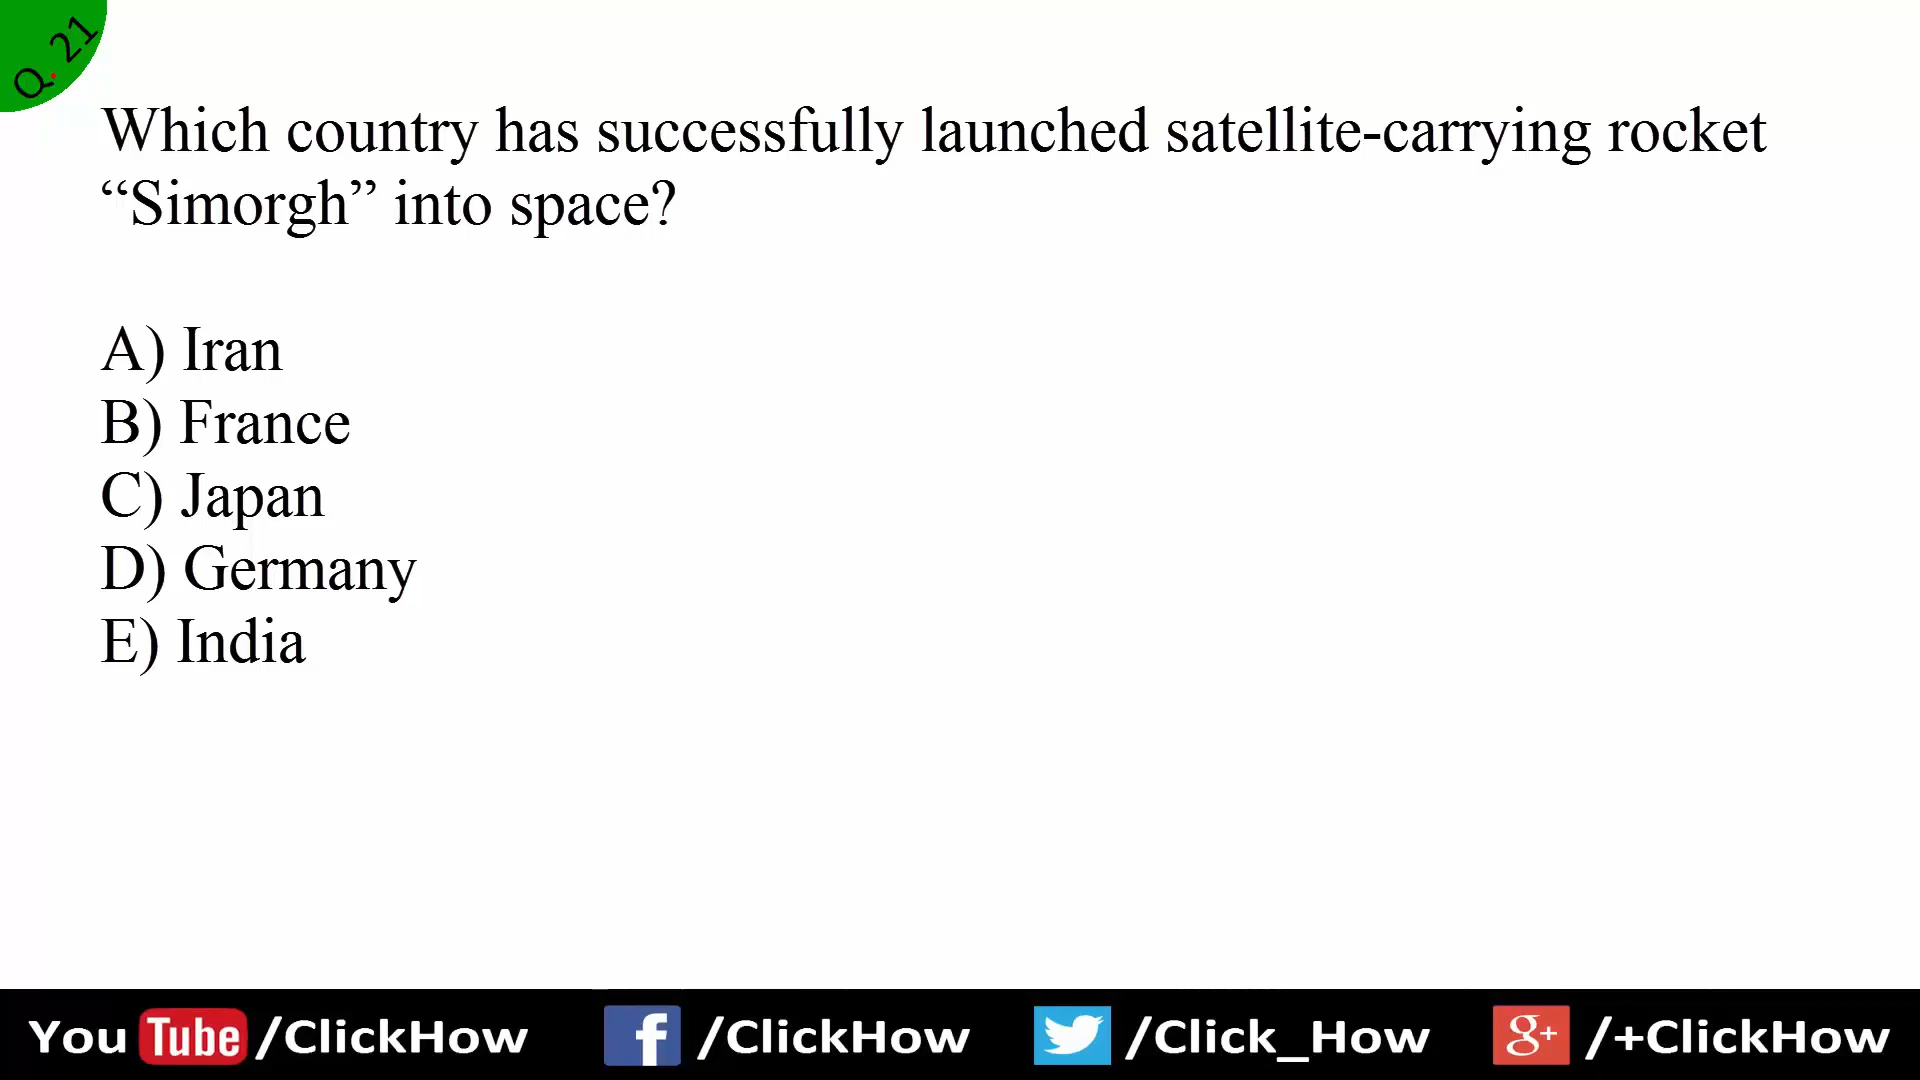 Q. 21
Which country has successfully launched satellite-carrying rocket
“Simorgh” into space?
A) Iran
B) France
C) Japan
D) Germany
E) India
You Tube /ClickHow f /ClickHow /Click_How g+ /+ClickHow